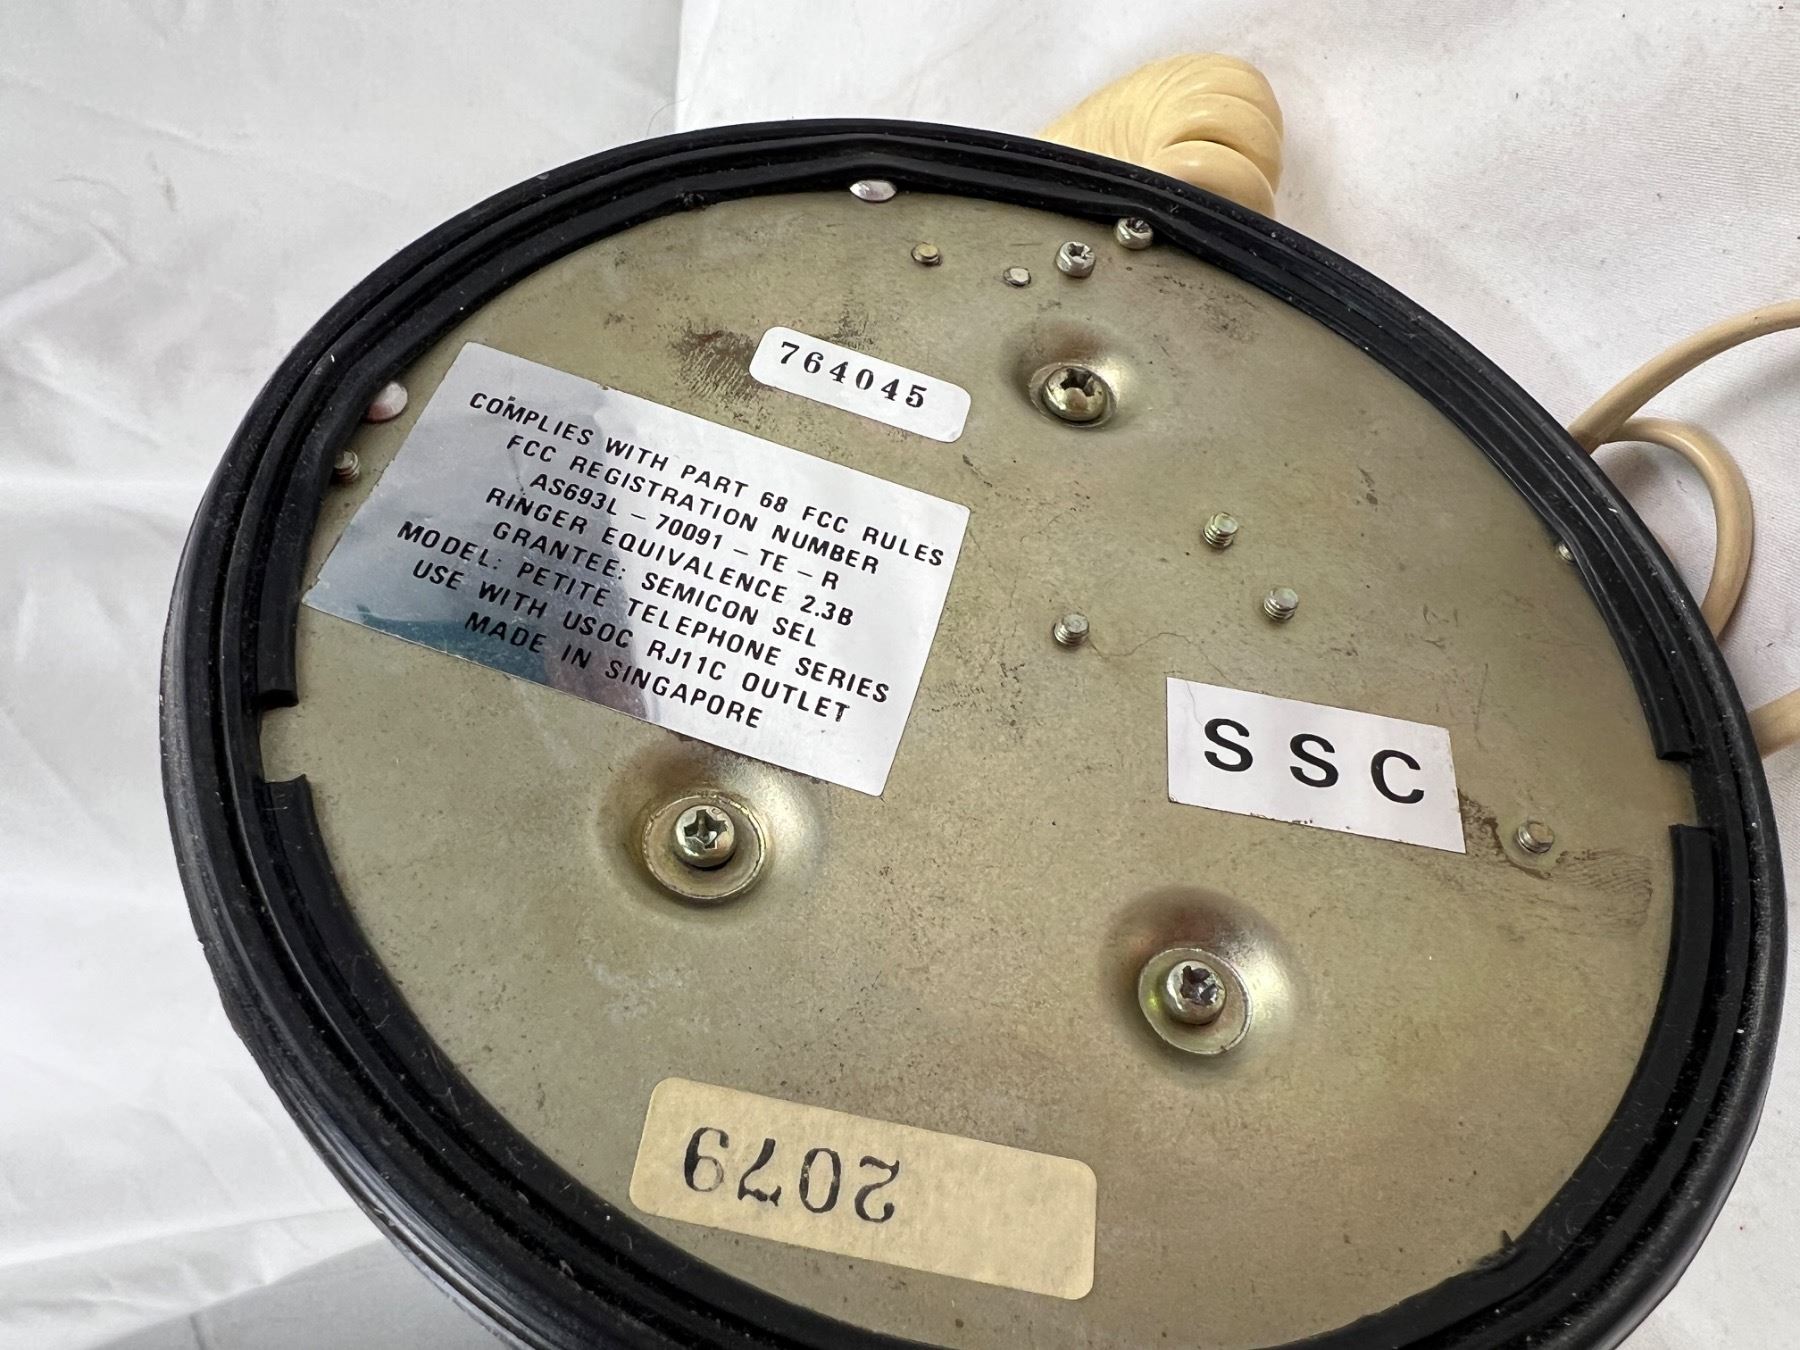 764045
COMPLIES WITH PART 68 FCC RULES
FCC REGISTRATION NUMBER
AS693L – 70091 – TE – R
RINGER EQUIVALENCE 2.3B
GRANTEE: SEMICON SEL
MODEL: PETITE TELEPHONE SERIES
USE WITH USOC RJ11C OUTLET
MADE IN SINGAPORE
SSC
2079